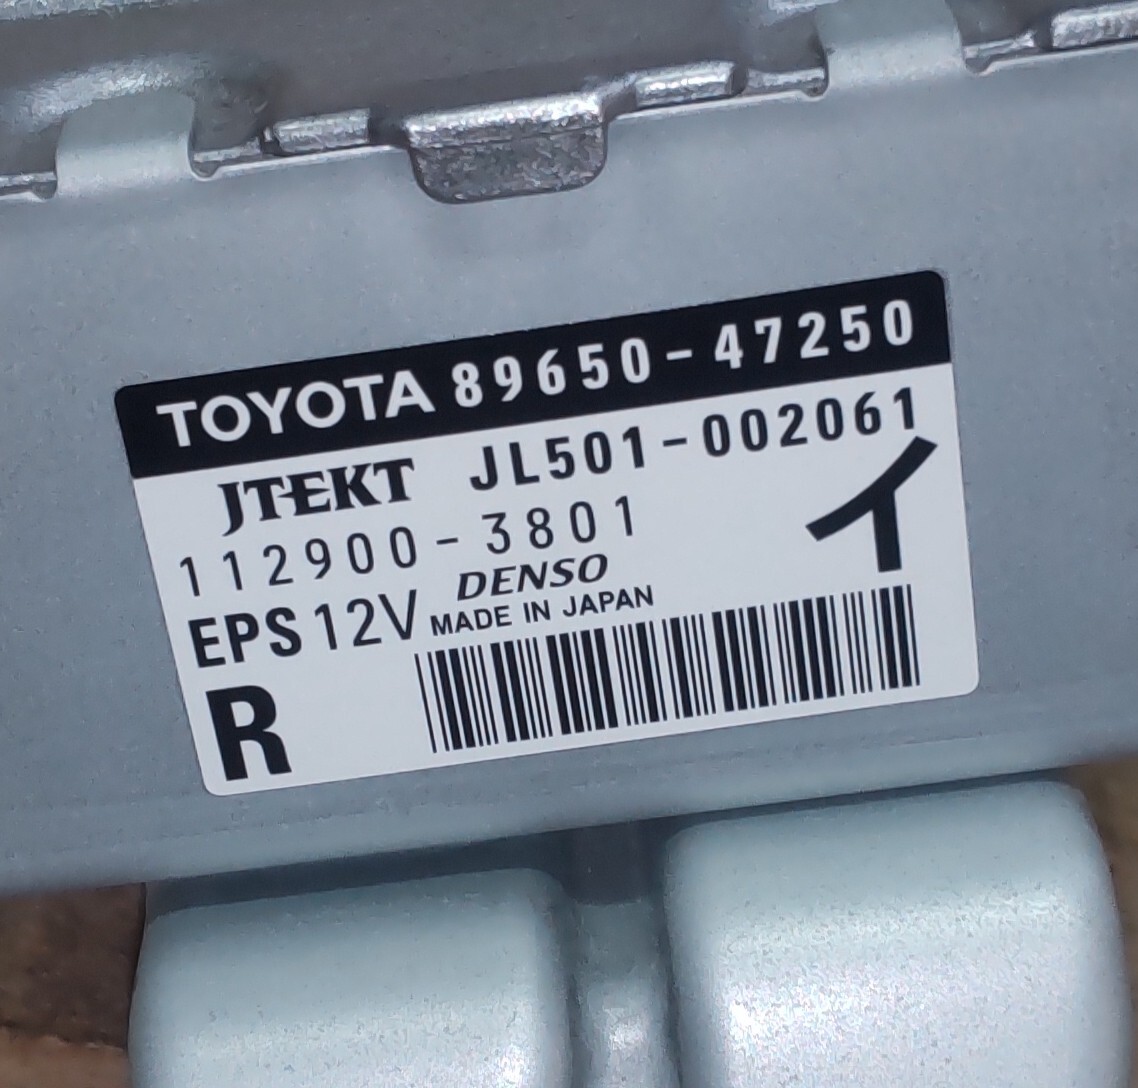 TOYOTA 89650-47250
JTEKT JL501-002061
112900-3801
イ
DENSO
EPS 12V MADE IN JAPAN
R